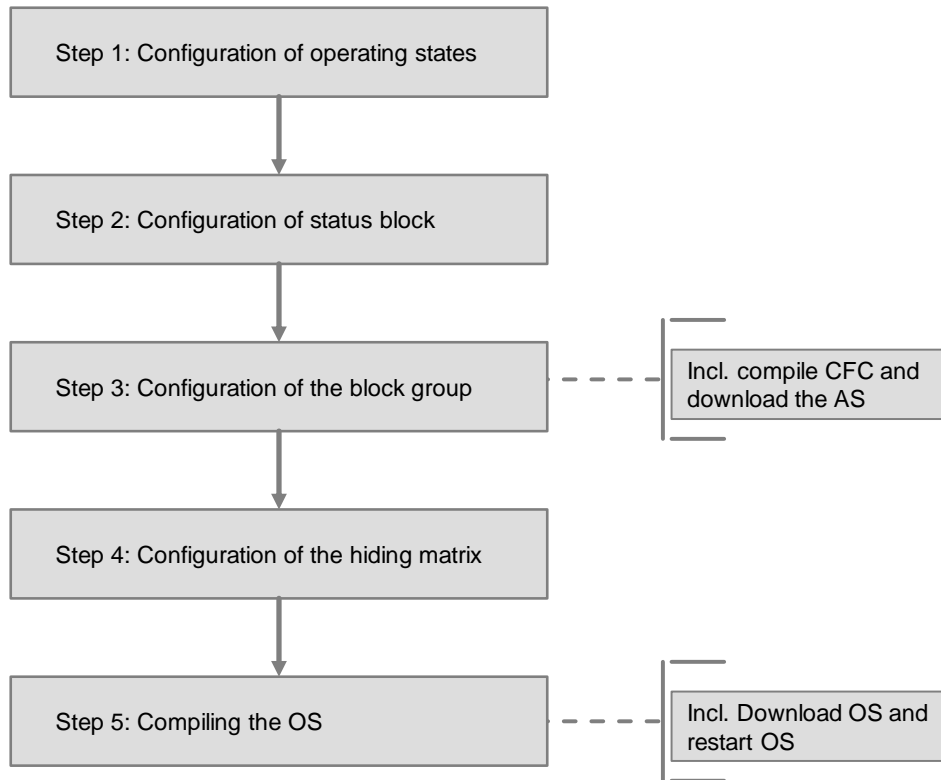 Step 1: Configuration of operating states
Step 2: Configuration of status block
Step 3: Configuration of the block group
Incl. compile CFC and
download the AS
Step 4: Configuration of the hiding matrix
Step 5: Compiling the OS
Incl. Download OS and
restart OS